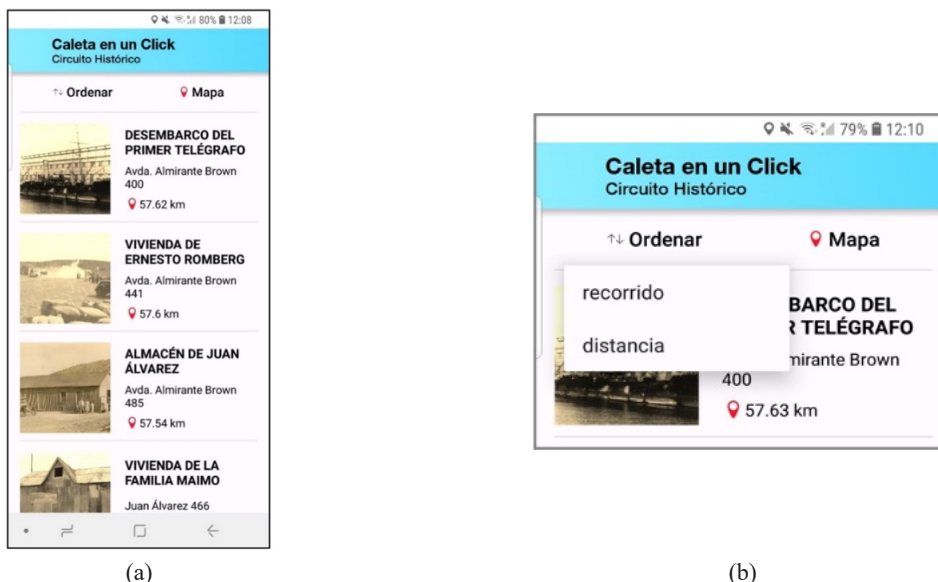 80% 12:08
Caleta en un Click
Circuito Histórico
Ordenar Mapa
DESEMBARCO DEL
PRIMER TELÉGRAFO
Avda. Almirante Brown
400
57.62 km
VIVIENDA DE
ERNESTO ROMBERG
Avda. Almirante Brown
441
57.6 km
ALMACÉN DE JUAN
ÁLVAREZ
Avda. Almirante Brown
485
57.54 km
VIVIENDA DE LA
FAMILIA MAIMO
Juan Álvarez 466
(a)
79% 12:10
Caleta en un Click
Circuito Histórico
Ordenar Mapa
recorrido
distancia
BARCO DEL
TELÉGRAFO
mirante Brown
400
57.63 km
(b)